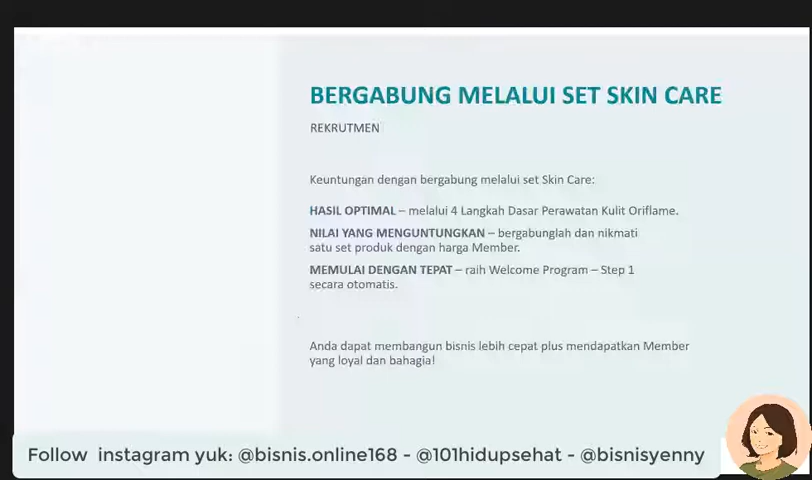 BERGABUNG MELALUI SET SKIN CARE
REKRUTMEN
Keuntungan dengan bergabung melalui set Skin Care:
HASIL OPTIMAL – melalui 4 Langkah Dasar Perawatan Kulit Oriflame.
NILAI YANG MENGUNTUNGKAN – bergabunglah dan nikmati
satu set produk dengan harga Member.
MEMULAI DENGAN TEPAT – raih Welcome Program – Step 1
secara otomatis.
Anda dapat membangun bisnis lebih cepat plus mendapatkan Member
yang loyal dan bahagia!
Follow instagram yuk: @bisnis.online168 - @101hidupsehat - @bisnisyenny